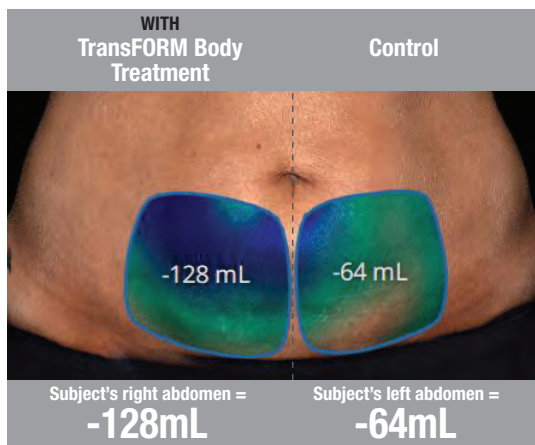 WITH
TransFORM Body
Treatment
Control
-128 mL
-64 mL
Subject's right abdomen =
-128mL
Subject's left abdomen =
-64mL